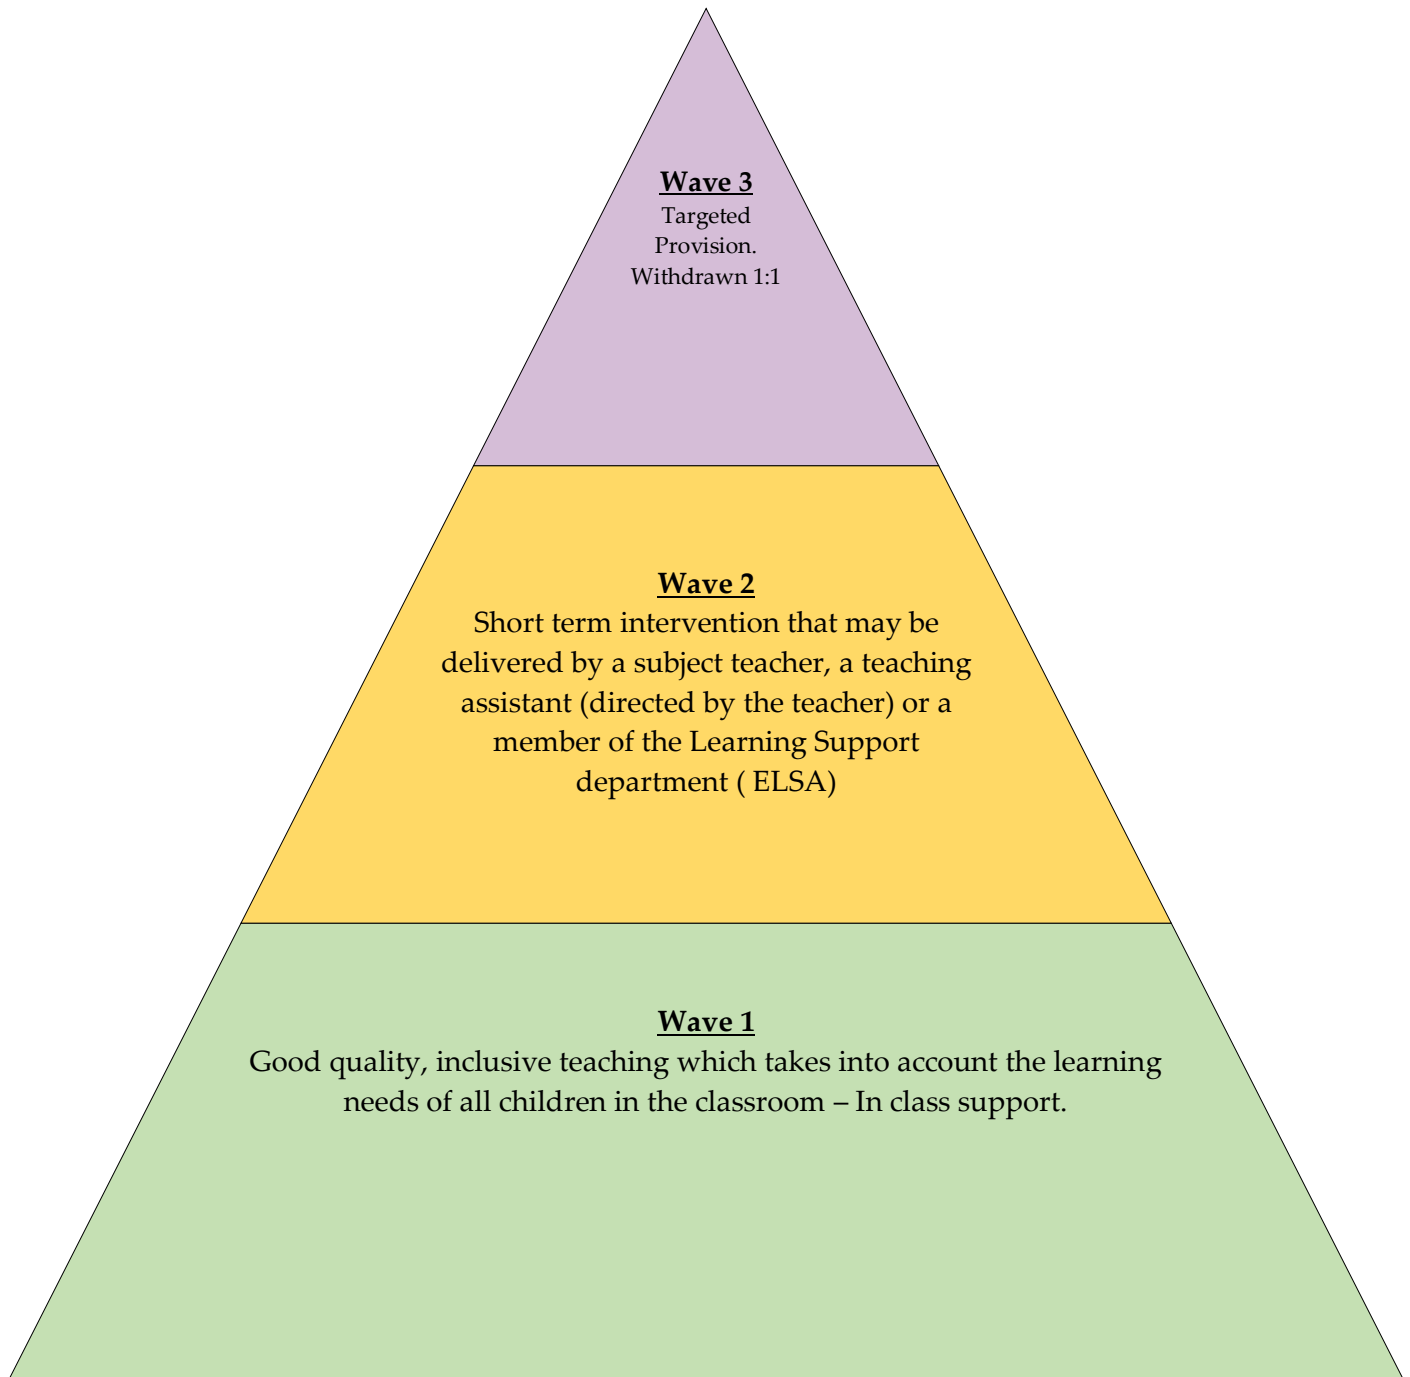 Wave 3
Targeted
Provision.
Withdrawn 1:1
Wave 2
Short term intervention that may be
delivered by a subject teacher, a teaching
assistant (directed by the teacher) or a
member of the Learning Support
department ( ELSA)
Wave 1
Good quality, inclusive teaching which takes into account the learning
needs of all children in the classroom – In class support.